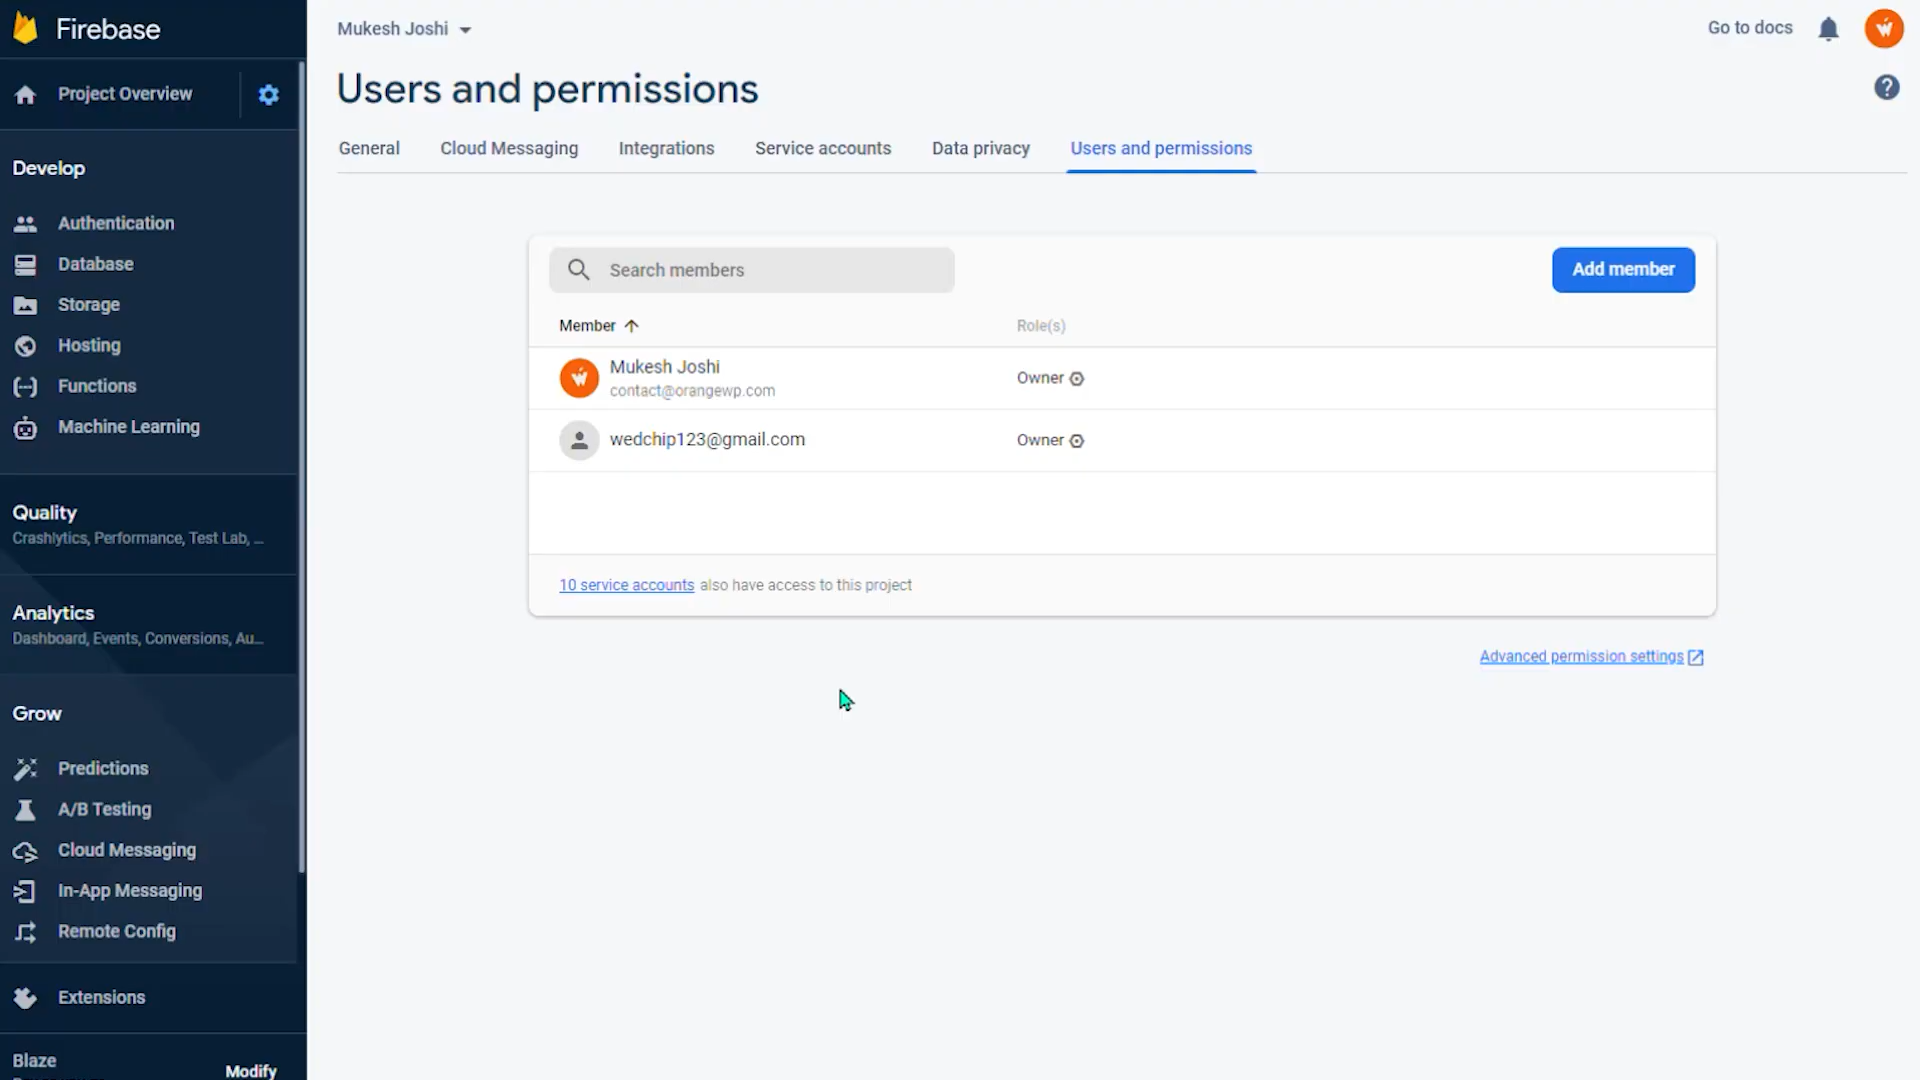 Firebase
Mukesh Joshi
Go to docs
Project Overview
Users and permissions
General
Cloud Messaging
Integrations
Service accounts
Data privacy
Users and permissions
Develop
Authentication
Database
Storage
Hosting
Functions
Machine Learning
Quality
Crashlytics, Performance, Test Lab, ...
Analytics
Dashboard, Events, Conversions, Au...
Grow
Predictions
A/B Testing
Cloud Messaging
In-App Messaging
Remote Config
Extensions
Blaze
Modify
Search members
Add member
Member
Role(s)
Mukesh Joshi
contact@orangewp.com
Owner
wedchip123@gmail.com
Owner
10 service accounts also have access to this project
Advanced permission settings